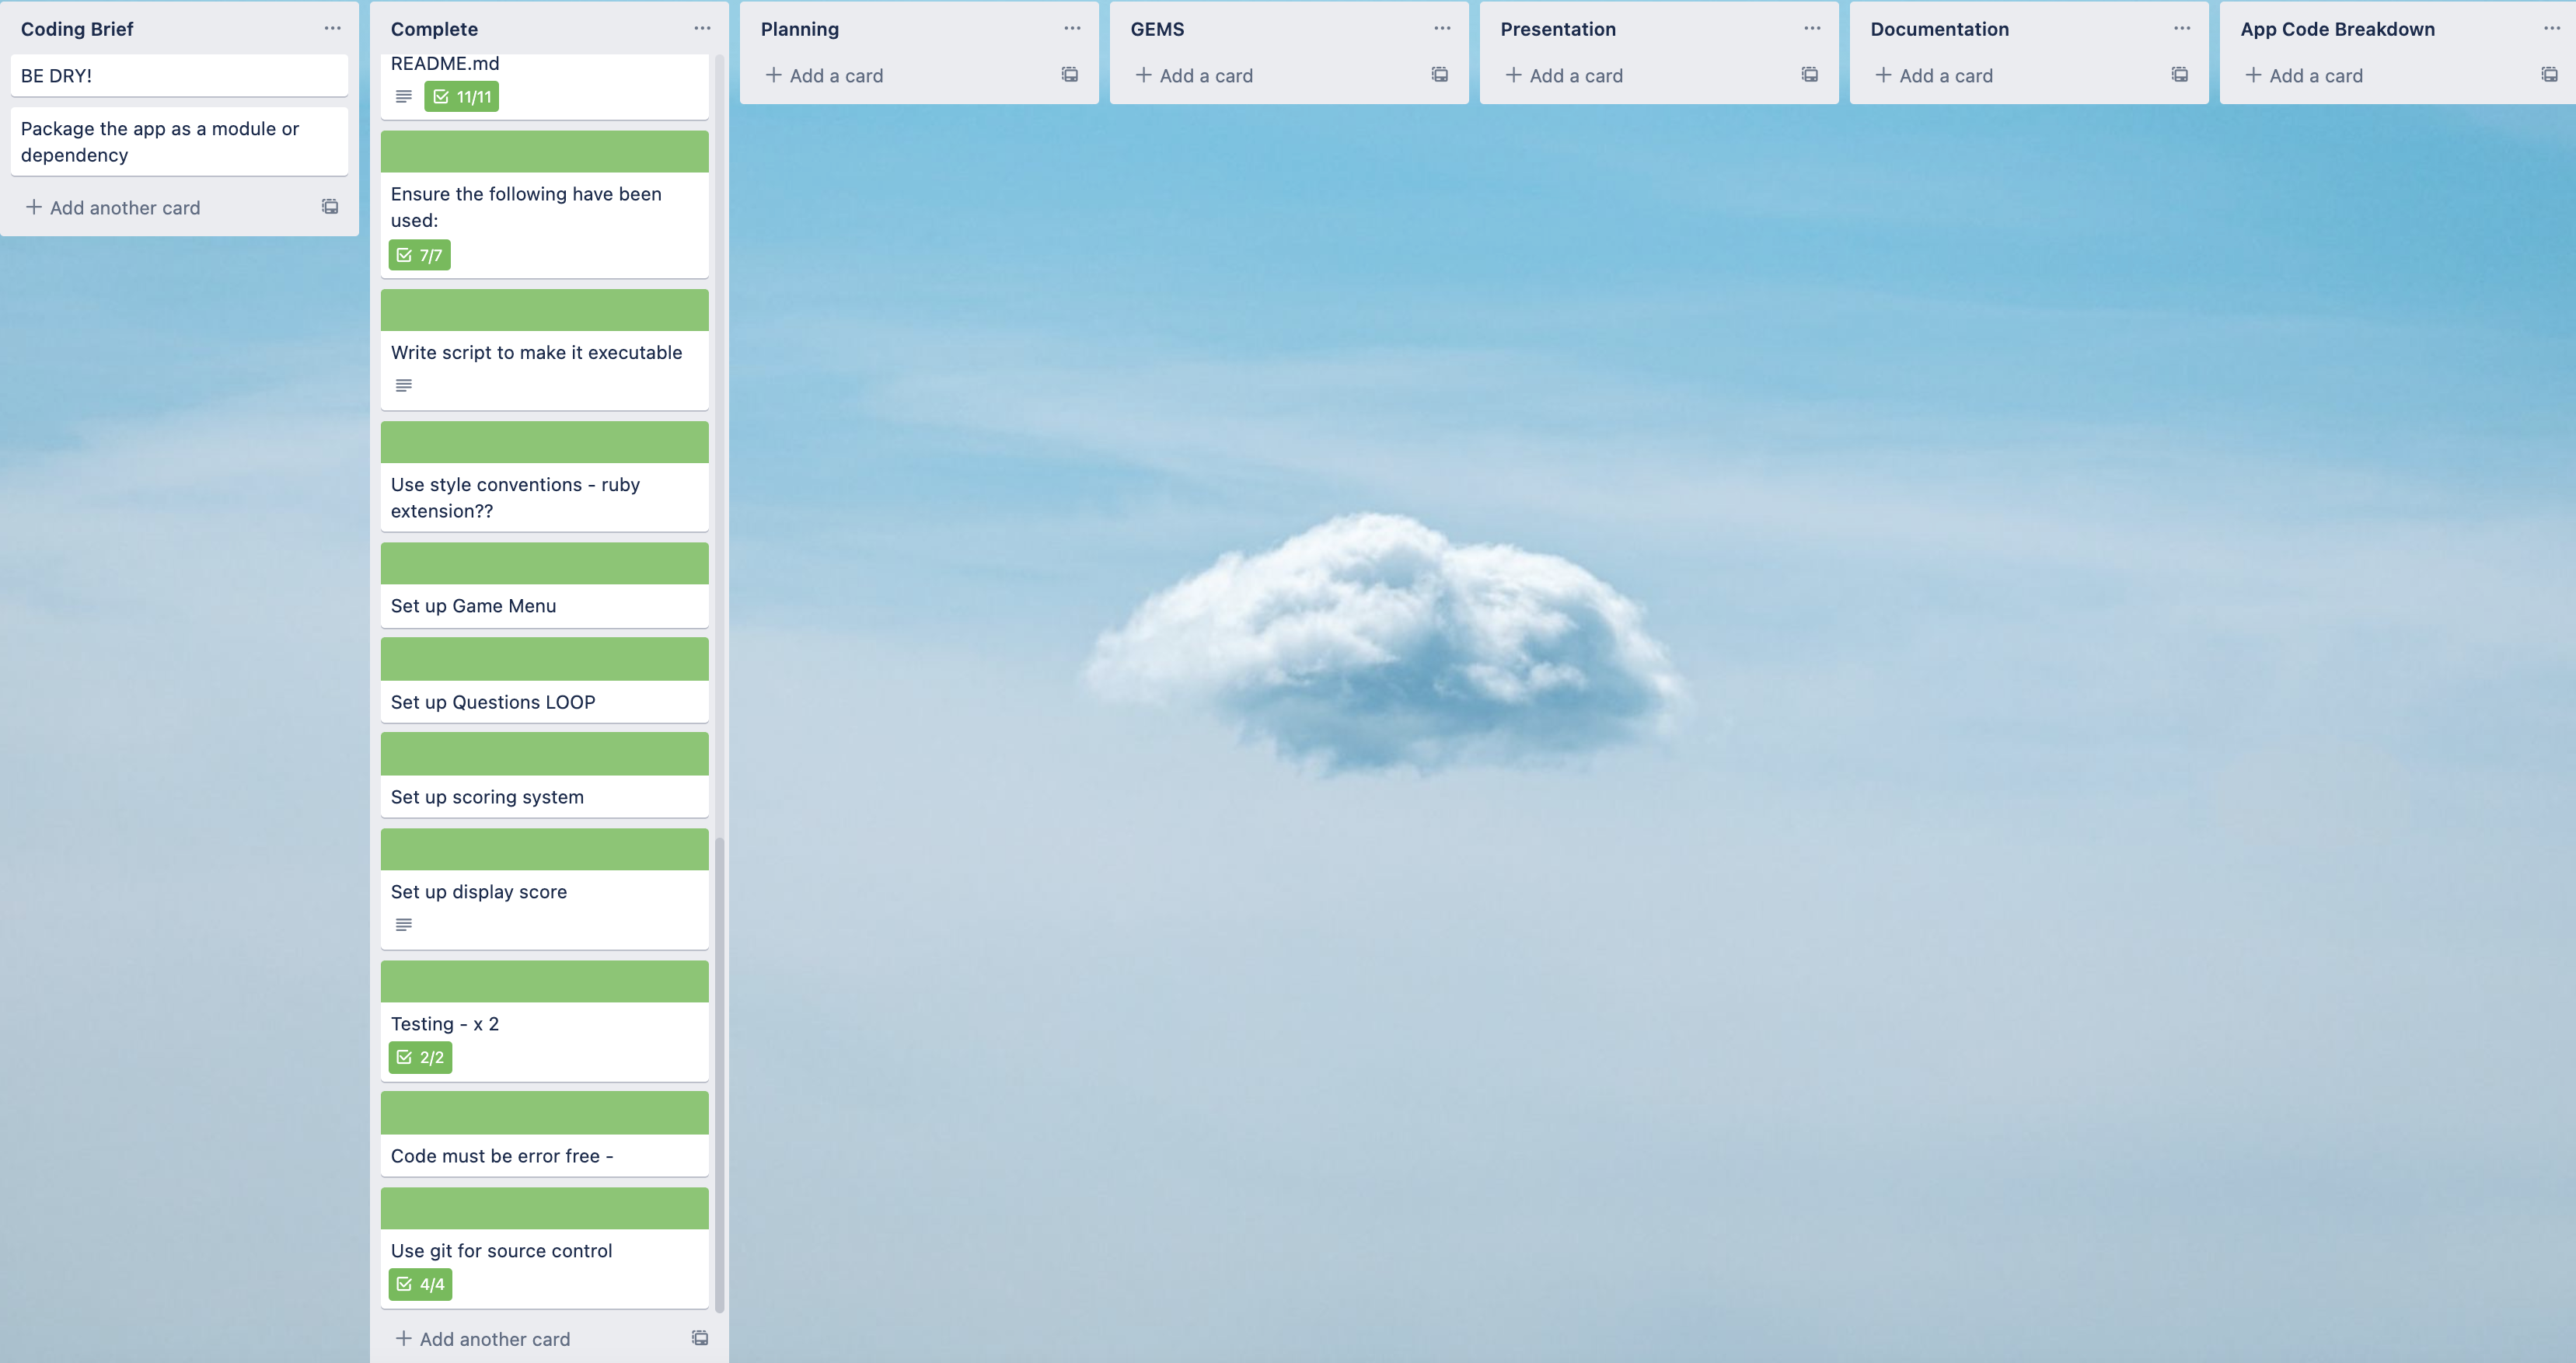 Coding Brief
BE DRY!
Package the app as a module or
dependency
Add another card
Complete
README.md
11/11
Ensure the following have been
used:
7/7
Write script to make it executable
Use style conventions - ruby
extension??
Set up Game Menu
Set up Questions LOOP
Set up scoring system
Set up display score
Testing - x 2
2/2
Code must be error free -
Use git for source control
4/4
Add another card
Planning
Add a card
GEMS
Add a card
Presentation
Add a card
Documentation
Add a card
App Code Breakdown
Add a card